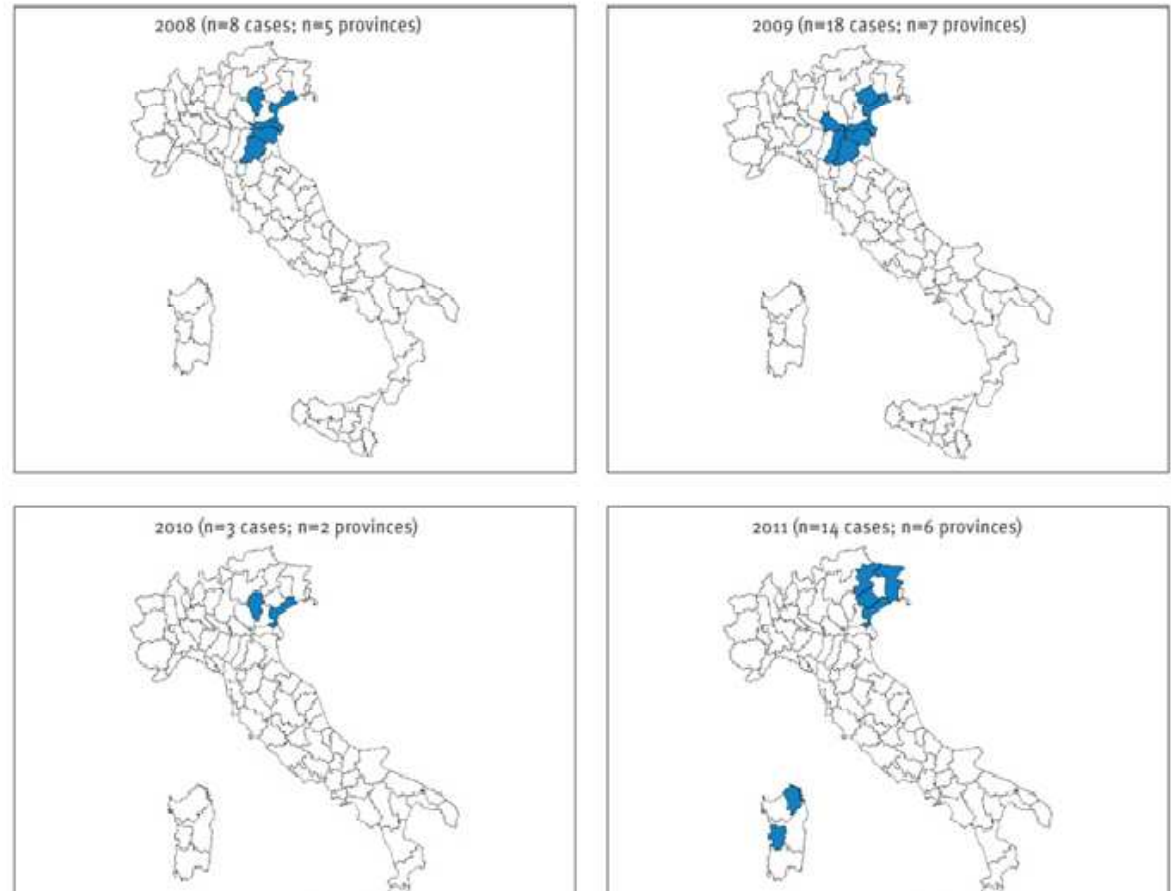 2008 (n=8 cases; n=5 provinces)
2009 (n=18 cases; n=7 provinces)
2010 (n=3 cases; n=2 provinces)
2011 (n=14 cases; n=6 provinces)